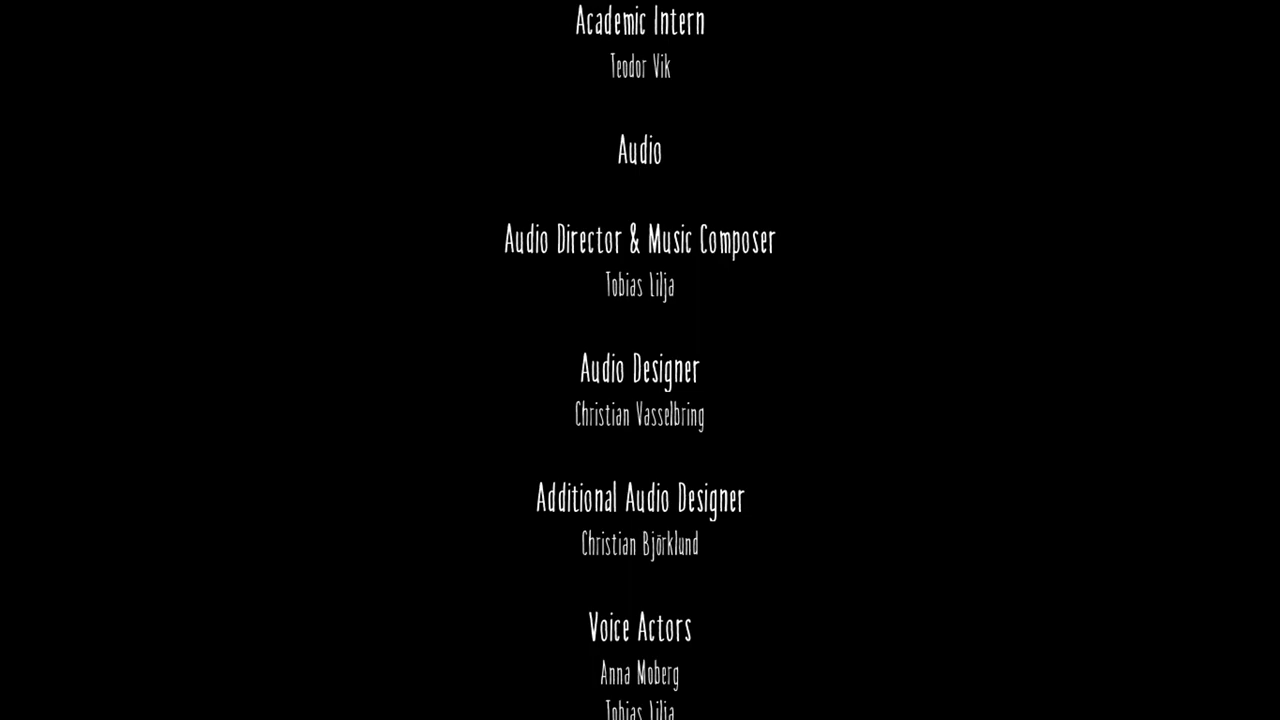 Academic Intern
Teodor Vik
Audio
Audio Director & Music Composer
Tobias Lilja
Audio Designer
Christian Vasselbring
Additional Audio Designer
Christian Björklund
Voice Actors
Anna Moberg
Tobias Lilja